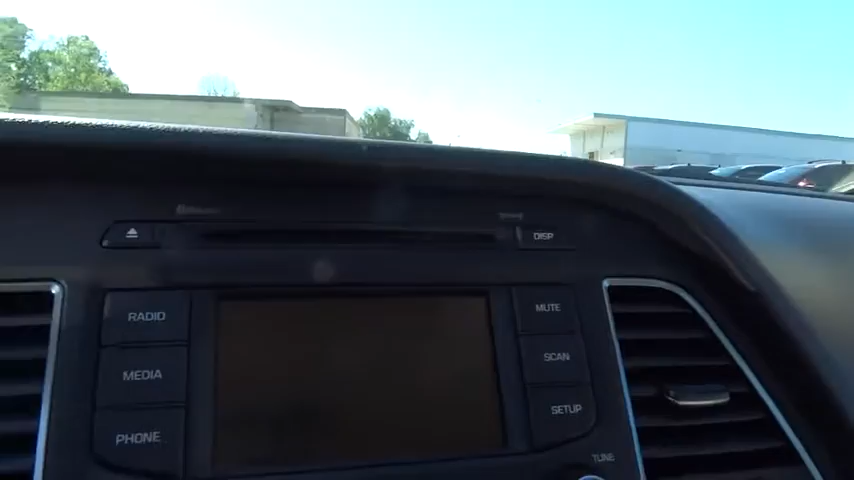 DISP
RADIO
MUTE
MEDIA
SCAN
PHONE
SETUP
TUNE